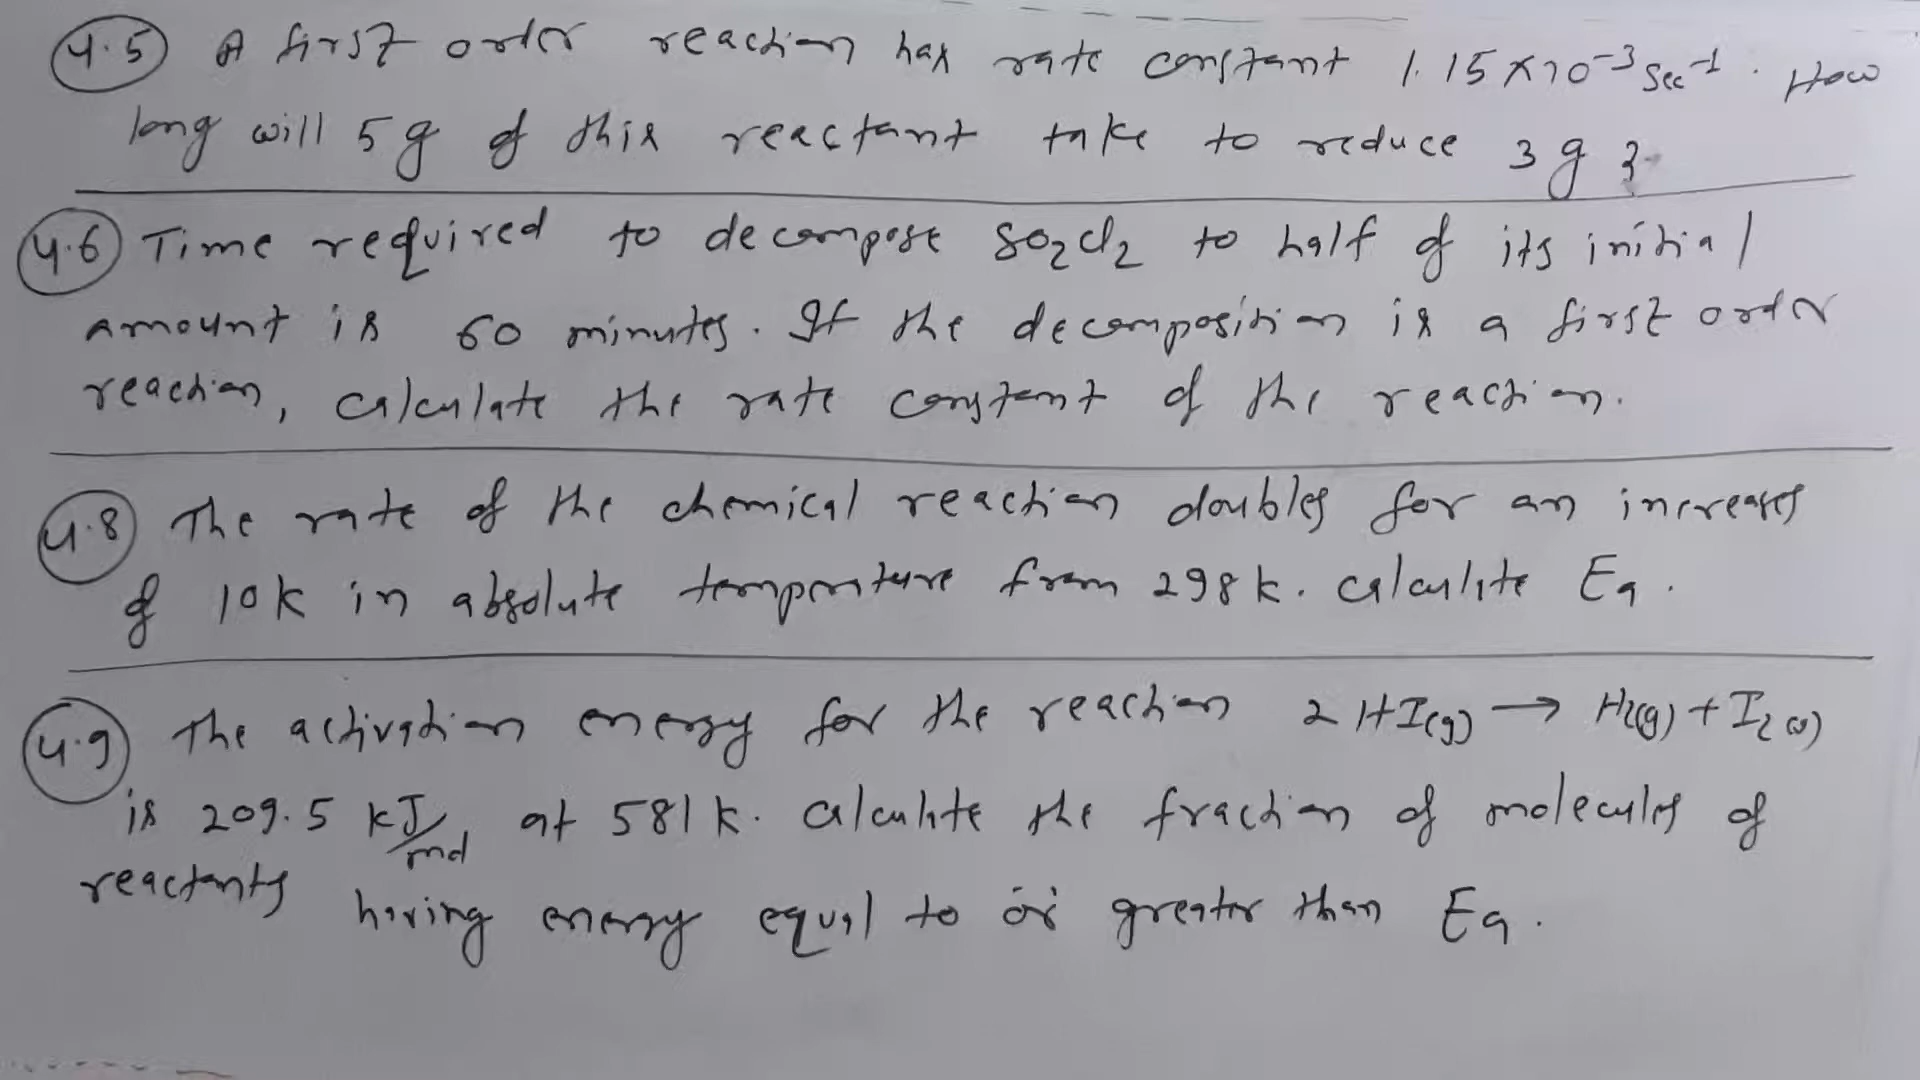 4.5 A first order reaction has rate constant 1.15×10⁻³ sec⁻¹. How
long will 5 g of this reactant take to reduce 3 g ?
4.6 Time required to decompose SO₂Cl₂ to half of its initial
amount is 60 minutes. If the decomposition is a first order
reaction, calculate the rate constant of the reaction.
4.8 The rate of the chemical reaction doubles for an increases
of 10K in absolute temperature from 298K. calculate Ea.
4.9 The activation energy for the reaction 2HI(g) → H₂(g) + I₂(g)
is 209.5 kJ/mol at 581K. calculate the fraction of molecules of
reactants having energy equal to or greater than Ea.